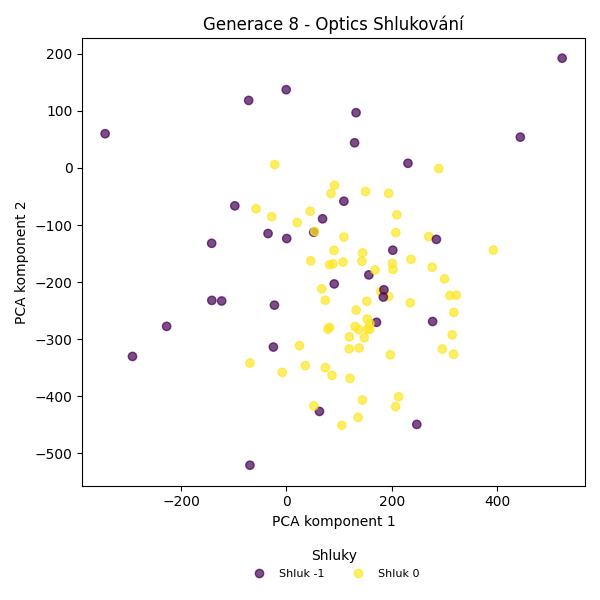 Generace 8 - Optics Shlukování
200
100
0
−100
−200
−300
−400
−500
PCA komponent 2
−200
0
200
400
PCA komponent 1
Shluky
Shluk -1
Shluk 0